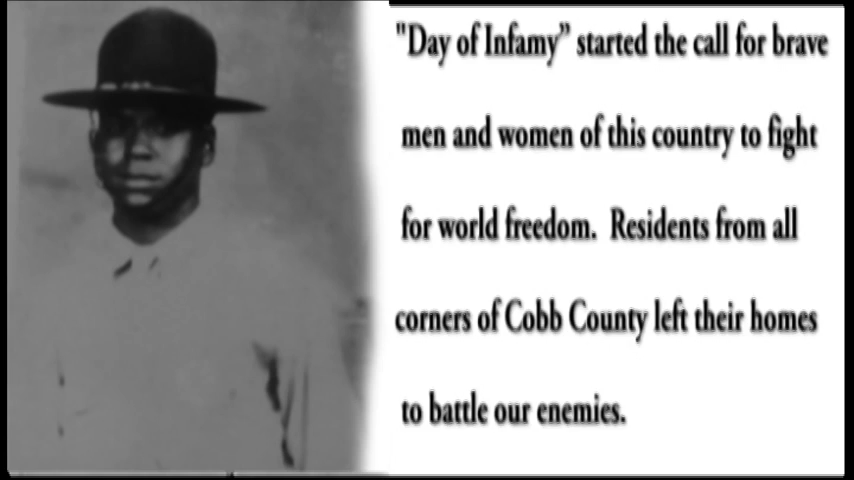 "Day of Infamy” started the call for brave
men and women of this country to fight
for world freedom. Residents from all
corners of Cobb County left their homes
to battle our enemies.